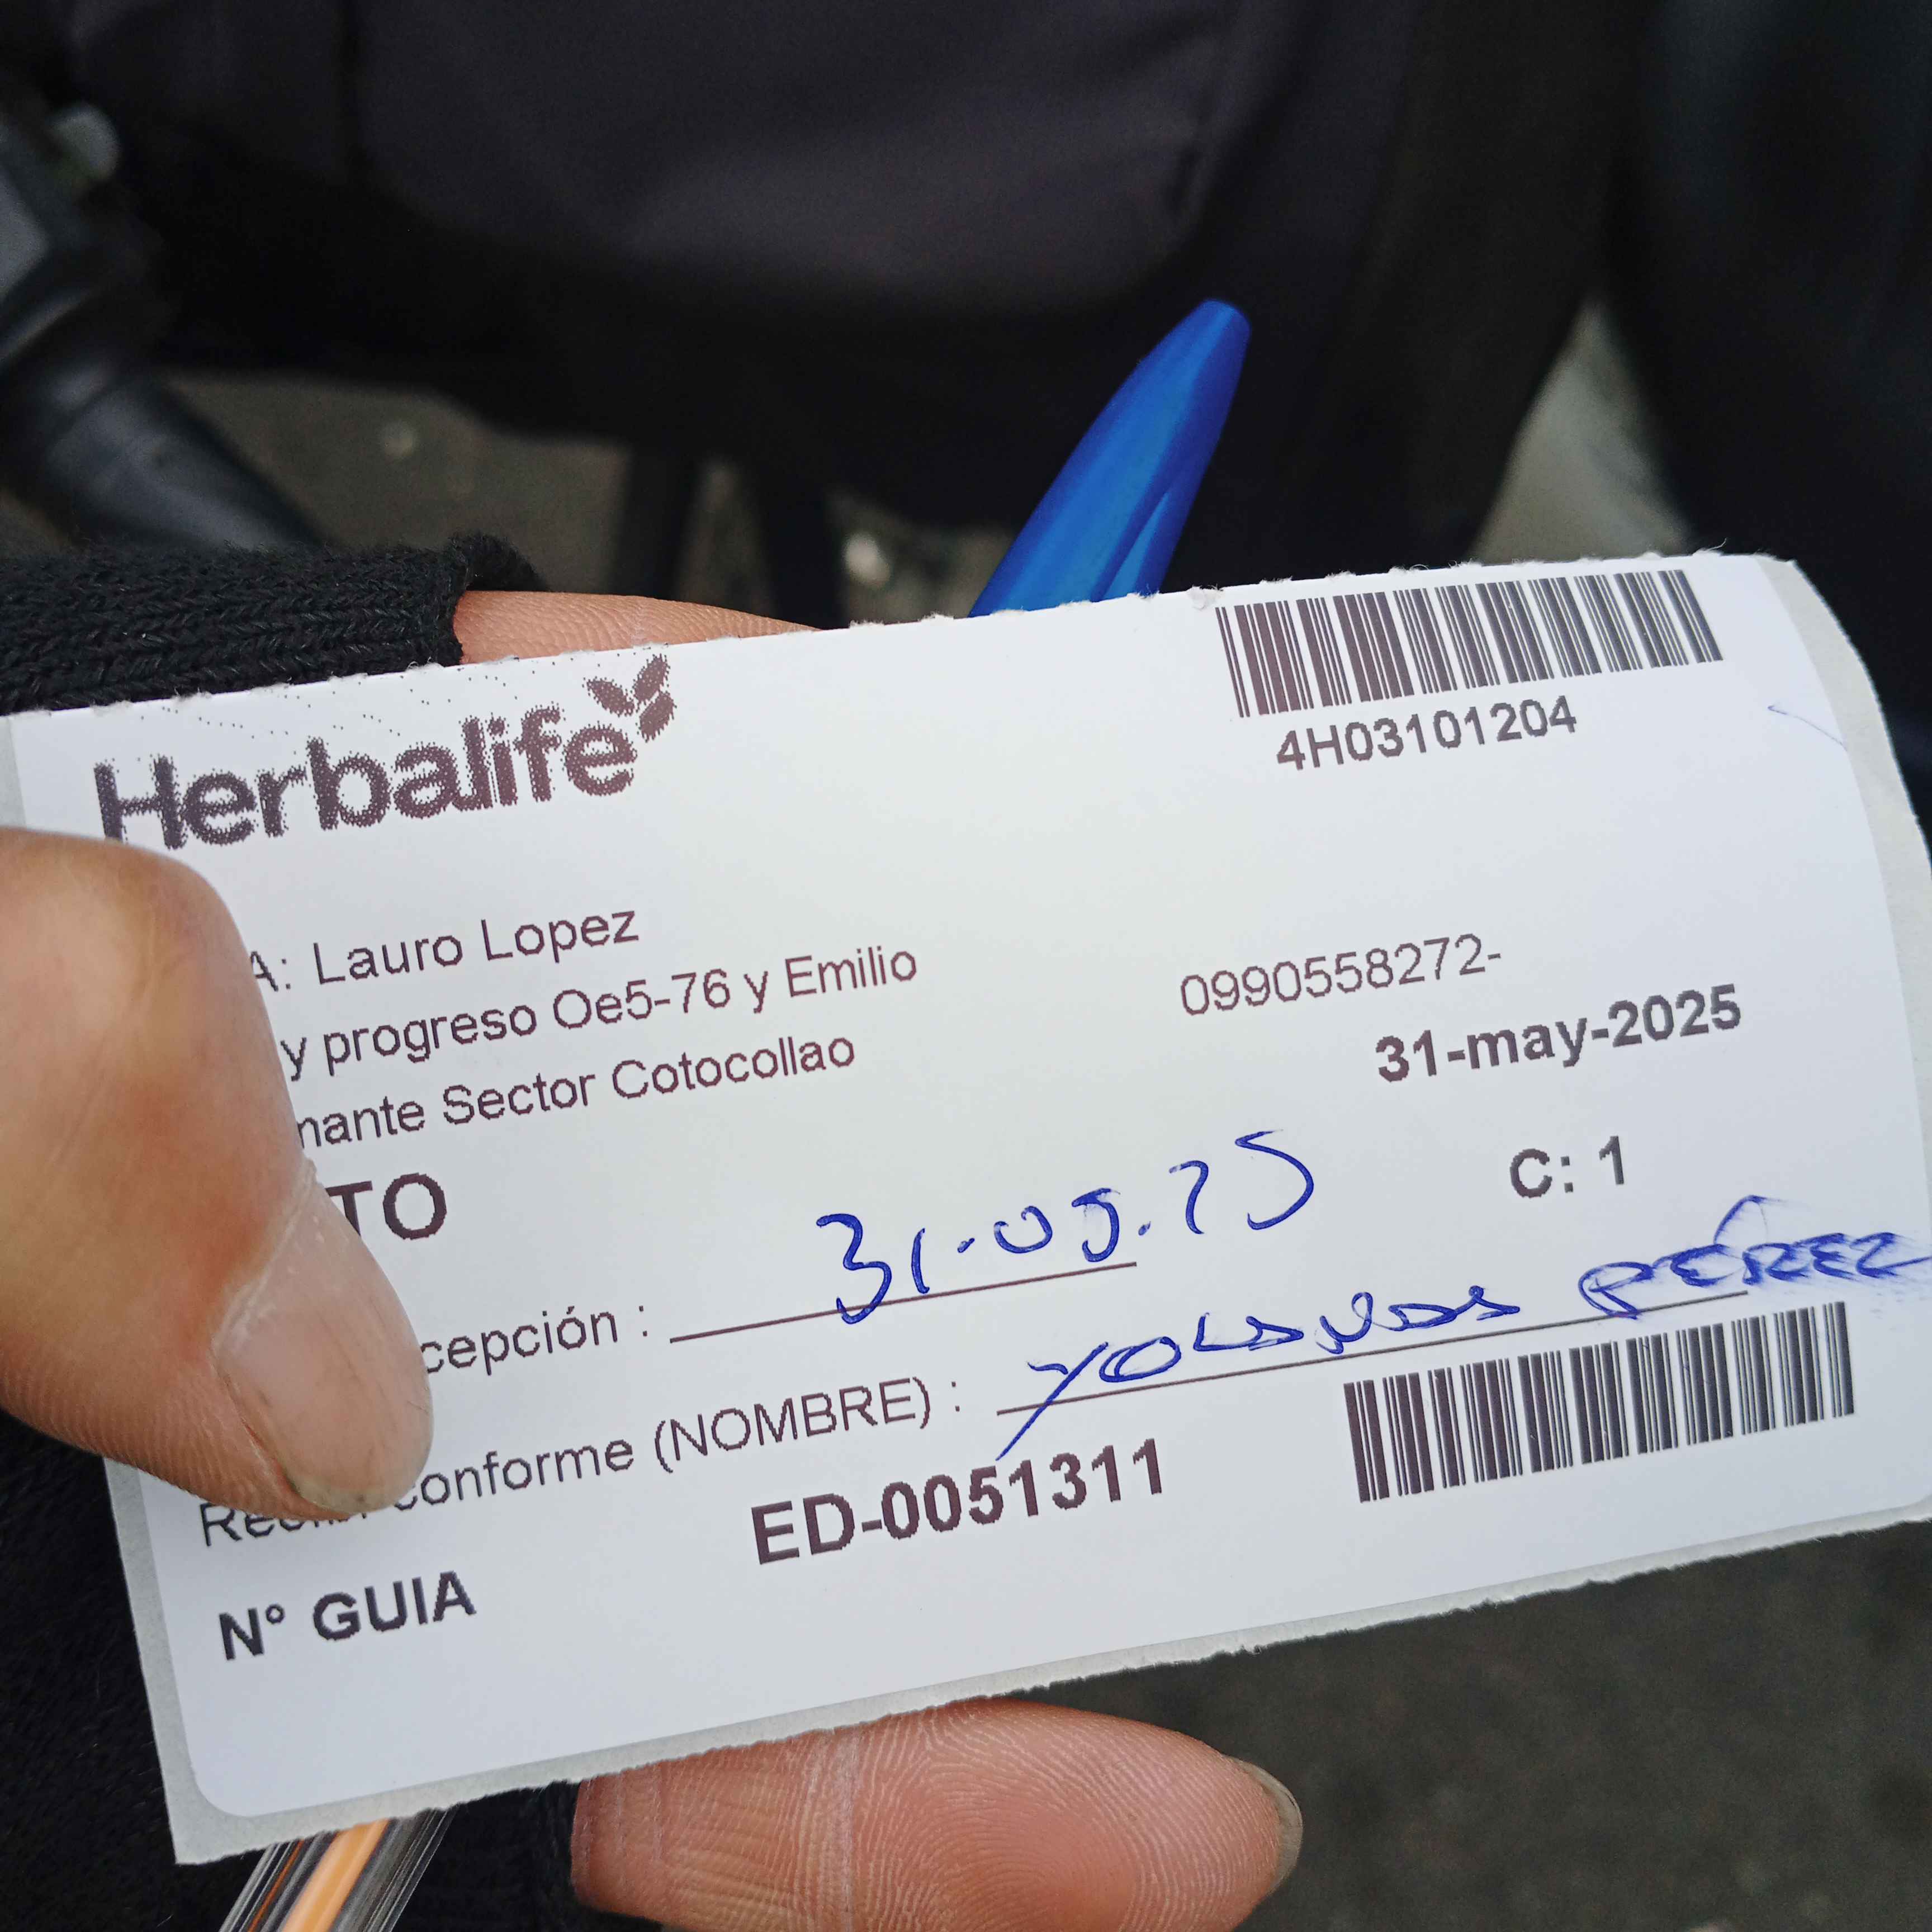 Herbalife
4H03101204
A: Lauro Lopez
y progreso Oe5-76 y Emilio
0990558272-
mante Sector Cotocollao
31-may-2025
TO
C: 1
cepción : 31.05.25
Recibí conforme (NOMBRE) : YOLANDA PÉREZ
N° GUIA ED-0051311